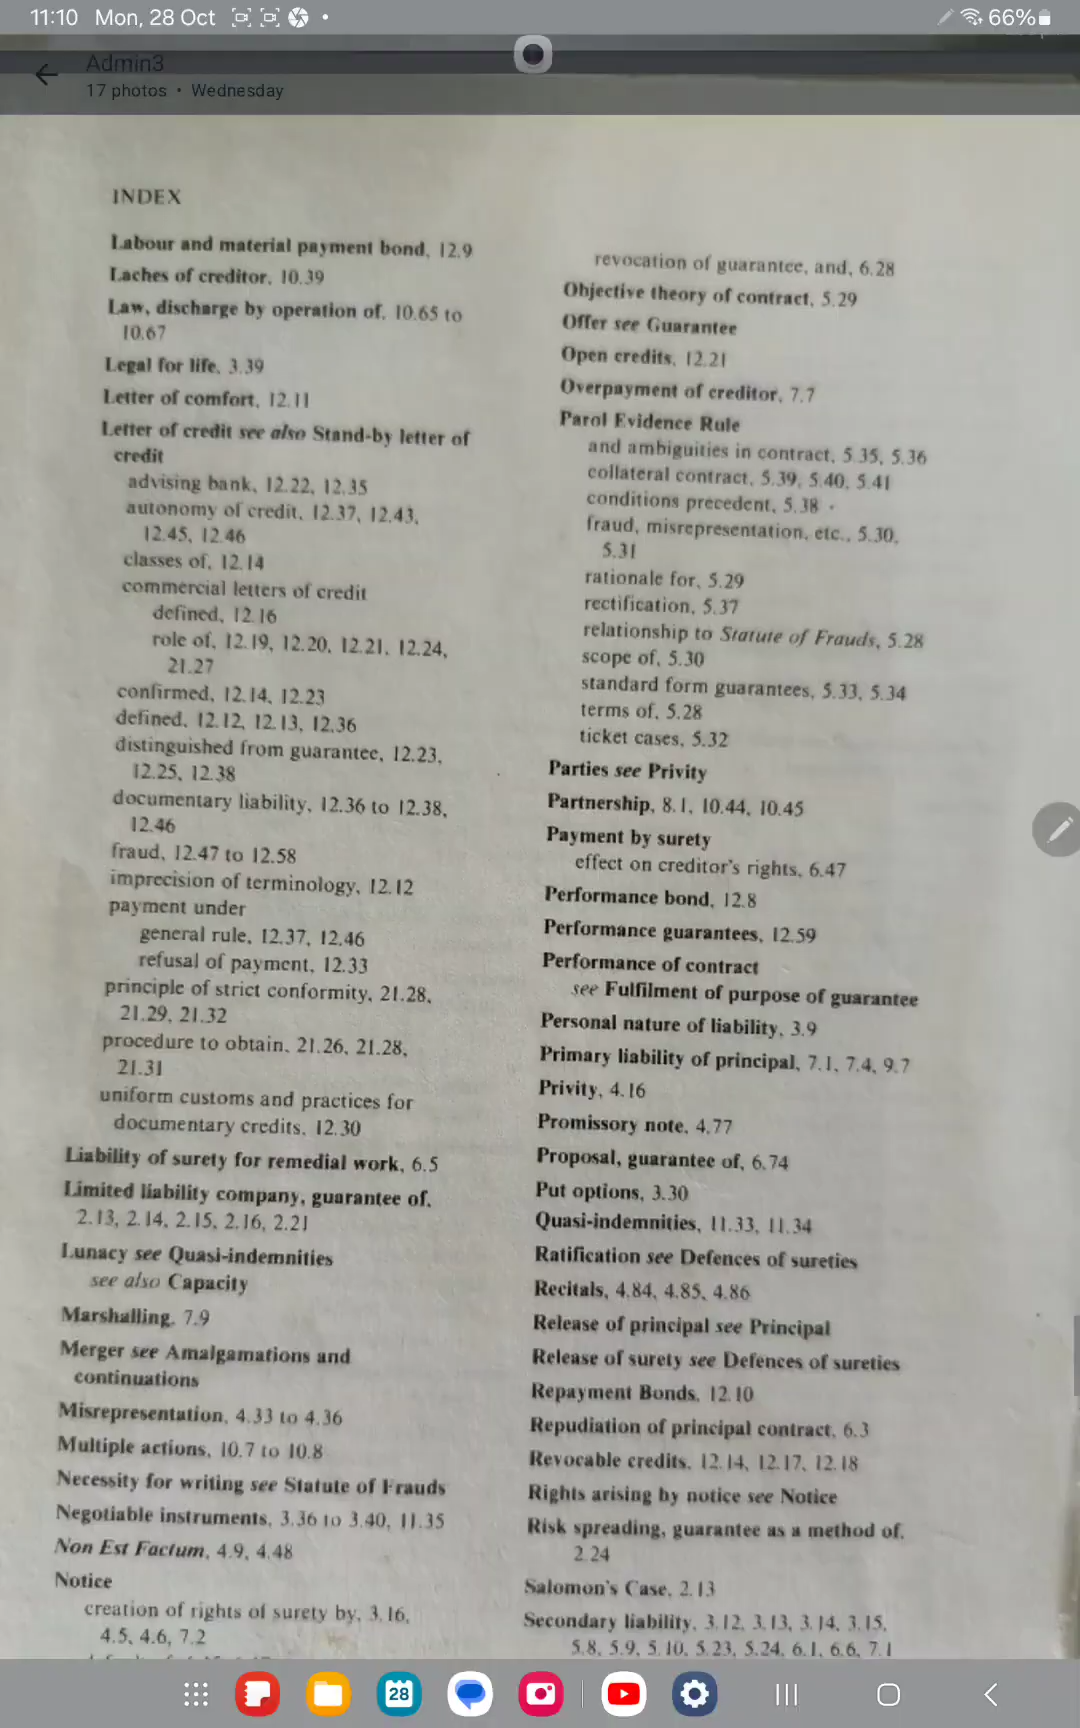 11:10 Mon, 28 Oct
66%
Admin3
17 photos • Wednesday
INDEX
Labour and material payment bond, 12.9
Laches of creditor, 10.39
Law, discharge by operation of, 10.65 to
10.67
Legal for life, 3.39
Letter of comfort, 12.11
Letter of credit see also Stand-by letter of
credit
advising bank, 12.22, 12.35
autonomy of credit, 12.37, 12.43,
12.45, 12.46
classes of, 12.14
commercial letters of credit
defined, 12.16
role of, 12.19, 12.20, 12.21, 12.24,
21.27
confirmed, 12.14, 12.23
defined, 12.12, 12.13, 12.36
distinguished from guarantee, 12.23,
12.25, 12.38
documentary liability, 12.36 to 12.38,
12.46
fraud, 12.47 to 12.58
imprecision of terminology, 12.12
payment under
general rule, 12.37, 12.46
refusal of payment, 12.33
principle of strict conformity, 21.28,
21.29, 21.32
procedure to obtain, 21.26, 21.28,
21.31
uniform customs and practices for
documentary credits, 12.30
Liability of surety for remedial work, 6.5
Limited liability company, guarantee of,
2.13, 2.14, 2.15, 2.16, 2.21
Lunacy see Quasi-indemnities
see also Capacity
Marshalling, 7.9
Merger see Amalgamations and
continuations
Misrepresentation, 4.33 to 4.36
Multiple actions, 10.7 to 10.8
Necessity for writing see Statute of Frauds
Negotiable instruments, 3.36 to 3.40, 11.35
Non Est Factum, 4.9, 4.48
Notice
creation of rights of surety by, 3.16,
4.5, 4.6, 7.2
revocation of guarantee, and, 6.28
Objective theory of contract, 5.29
Offer see Guarantee
Open credits, 12.21
Overpayment of creditor, 7.7
Parol Evidence Rule
and ambiguities in contract, 5.35, 5.36
collateral contract, 5.39, 5.40, 5.41
conditions precedent, 5.38
fraud, misrepresentation, etc., 5.30,
5.31
rationale for, 5.29
rectification, 5.37
relationship to Statute of Frauds, 5.28
scope of, 5.30
standard form guarantees, 5.33, 5.34
terms of, 5.28
ticket cases, 5.32
Parties see Privity
Partnership, 8.1, 10.44, 10.45
Payment by surety
effect on creditor's rights, 6.47
Performance bond, 12.8
Performance guarantees, 12.59
Performance of contract
see Fulfilment of purpose of guarantee
Personal nature of liability, 3.9
Primary liability of principal, 7.1, 7.4, 9.7
Privity, 4.16
Promissory note, 4.77
Proposal, guarantee of, 6.74
Put options, 3.30
Quasi-indemnities, 11.33, 11.34
Ratification see Defences of sureties
Recitals, 4.84, 4.85, 4.86
Release of principal see Principal
Release of surety see Defences of sureties
Repayment Bonds, 12.10
Repudiation of principal contract, 6.3
Revocable credits, 12.14, 12.17, 12.18
Rights arising by notice see Notice
Risk spreading, guarantee as a method of,
2.24
Salomon's Case, 2.13
Secondary liability, 3.12, 3.13, 3.14, 3.15,
5.8, 5.9, 5.10, 5.23, 5.24, 6.1, 6.6, 7.1
28